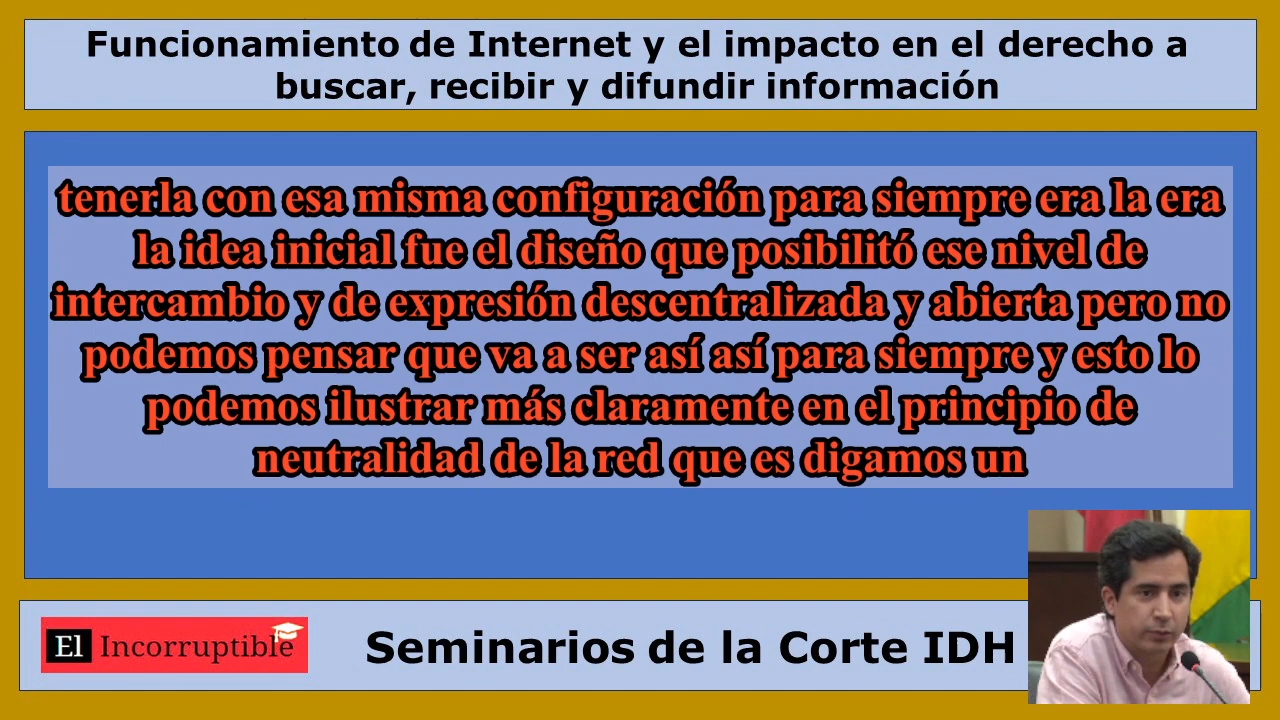 Funcionamiento de Internet y el impacto en el derecho a
buscar, recibir y difundir información
tenerla con esa misma configuración para siempre era la era
la idea inicial fue el diseño que posibilitó ese nivel de
intercambio y de expresión descentralizada y abierta pero no
podemos pensar que va a ser así así para siempre y esto lo
podemos ilustrar más claramente en el principio de
neutralidad de la red que es digamos un
El Incorruptible
Seminarios de la Corte IDH